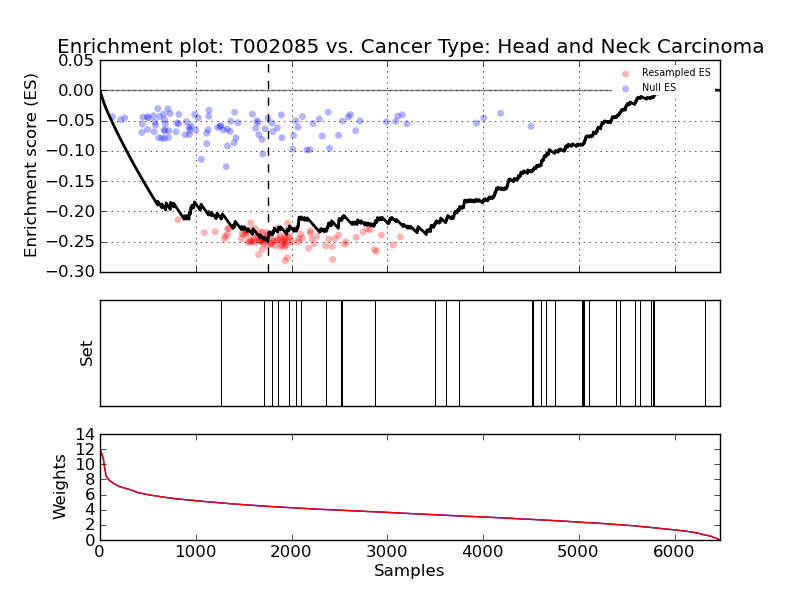 Enrichment plot: T002085 vs. Cancer Type: Head and Neck Carcinoma
0.05
0.00
−0.05
−0.10
−0.15
−0.20
−0.25
−0.30
Enrichment score (ES)
Resampled ES
Null ES
Set
14
12
10
8
6
4
2
0
Weights
0 1000 2000 3000 4000 5000 6000
Samples